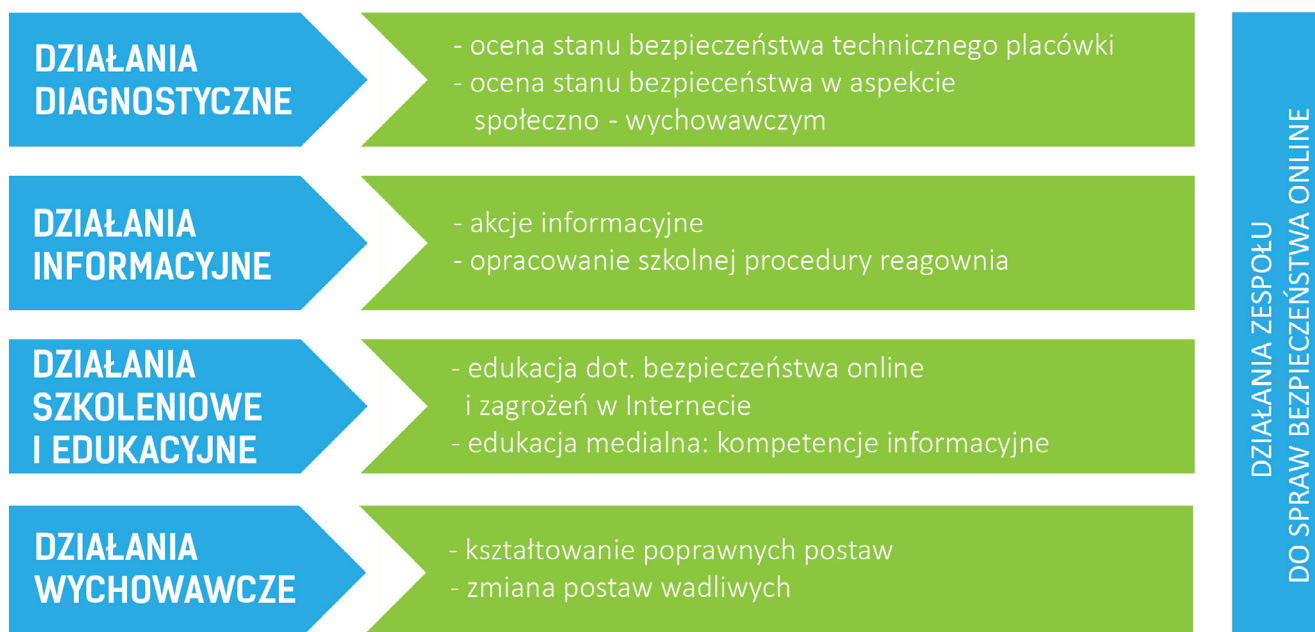 DZIAŁANIA
DIAGNOSTYCZNE
- ocena stanu bezpieczeństwa technicznego placówki
- ocena stanu bezpieceństwa w aspekcie
społeczno - wychowawczym
DZIAŁANIA
INFORMACYJNE
- akcje informacyjne
- opracowanie szkolnej procedury reagownia
DZIAŁANIA
SZKOLENIOWE
I EDUKACYJNE
- edukacja dot. bezpieczeństwa online
i zagrożeń w Internecie
- edukacja medialna: kompetencje informacyjne
DZIAŁANIA
WYCHOWAWCZE
- kształtowanie poprawnych postaw
- zmiana postaw wadliwych
DZIAŁANIA ZESPOŁU
DO SPRAW BEZPIECZEŃSTWA ONLINE